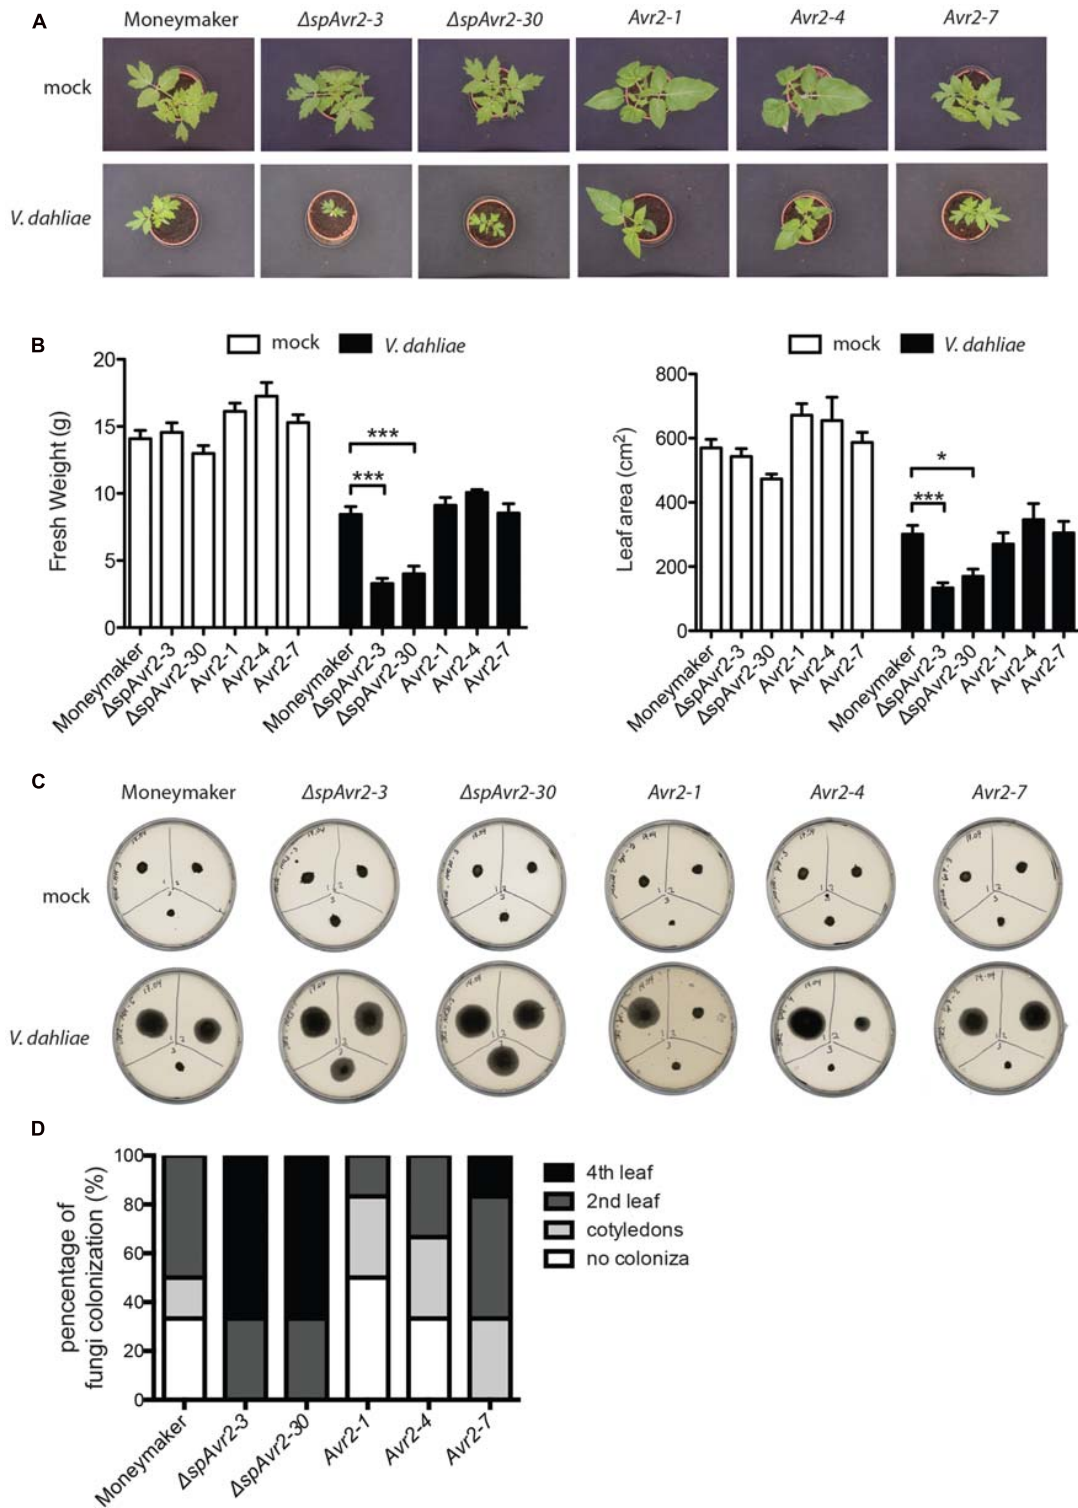 A
Moneymaker ΔspAvr2-3 ΔspAvr2-30 Avr2-1 Avr2-4 Avr2-7
mock
V. dahliae
B
mock V. dahliae
Fresh Weight (g)
20
15
10
5
0
Moneymaker ΔspAvr2-3 ΔspAvr2-30 Avr2-1 Avr2-4 Avr2-7 Moneymaker ΔspAvr2-3 ΔspAvr2-30 Avr2-1 Avr2-4 Avr2-7
***
***
mock V. dahliae
Leaf area (cm²)
800
600
400
200
0
Moneymaker ΔspAvr2-3 ΔspAvr2-30 Avr2-1 Avr2-4 Avr2-7 Moneymaker ΔspAvr2-3 ΔspAvr2-30 Avr2-1 Avr2-4 Avr2-7
*
***
C
Moneymaker ΔspAvr2-3 ΔspAvr2-30 Avr2-1 Avr2-4 Avr2-7
mock
V. dahliae
D
pencentage of
fungi colonization (%)
100
80
60
40
20
0
Moneymaker ΔspAvr2-3 ΔspAvr2-30 Avr2-1 Avr2-4 Avr2-7
4th leaf
2nd leaf
cotyledons
no coloniza